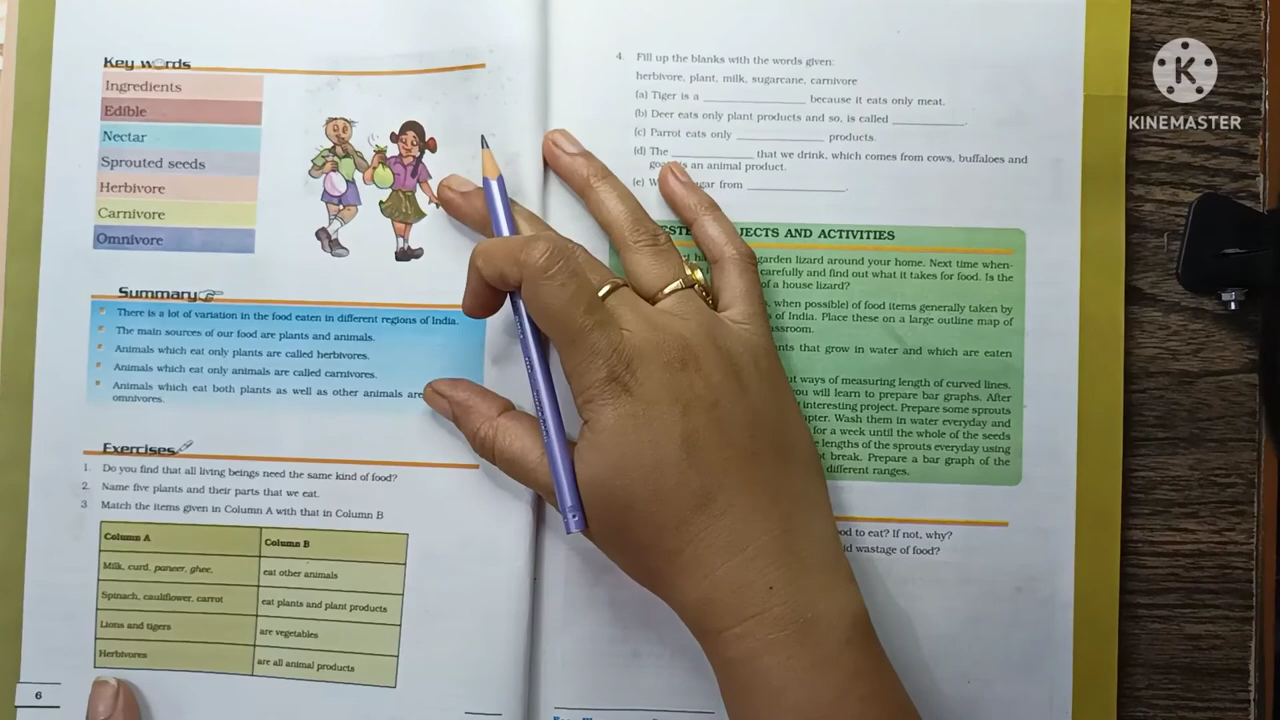 Key words
Ingredients
Edible
Nectar
Sprouted seeds
Herbivore
Carnivore
Omnivore
Summary
There is a lot of variation in the food eaten in different regions of India.
The main sources of our food are plants and animals.
Animals which eat only plants are called herbivores.
Animals which eat only animals are called carnivores.
Animals which eat both plants as well as other animals are
omnivores.
Exercises
1. Do you find that all living beings need the same kind of food?
2. Name five plants and their parts that we eat.
3 Match the items given in Column A with that in Column B
Column A Column B
Milk, curd, paneer, ghee, eat other animals
Spinach, cauliflower, carrot eat plants and plant products
Lions and tigers are vegetables
Herbivores are all animal products
6
4. Fill up the blanks with the words given:
herbivore, plant, milk, sugarcane, carnivore
(a) Tiger is a ____________ because it eats only meat.
(b) Deer eats only plant products and so, is called ____________.
(c) Parrot eats only ____________ products.
(d) The ____________ that we drink, which comes from cows, buffaloes and
is an animal product.
(e) from ____________.
AND ACTIVITIES
garden lizard around your home. Next time when-
carefully and find out what it takes for food. Is the
of a house lizard?
when possible) of food items generally taken by
of India. Place these on a large outline map of
that grow in water and which are eaten
ways of measuring length of curved lines.
you will learn to prepare bar graphs. After
interesting project. Prepare some sprouts
Wash them in water everyday and
for a week until the whole of the seeds
lengths of the sprouts everyday using
break. Prepare a bar graph of the
different ranges.
to eat? If not, why?
wastage of food?
K
KINEMASTER